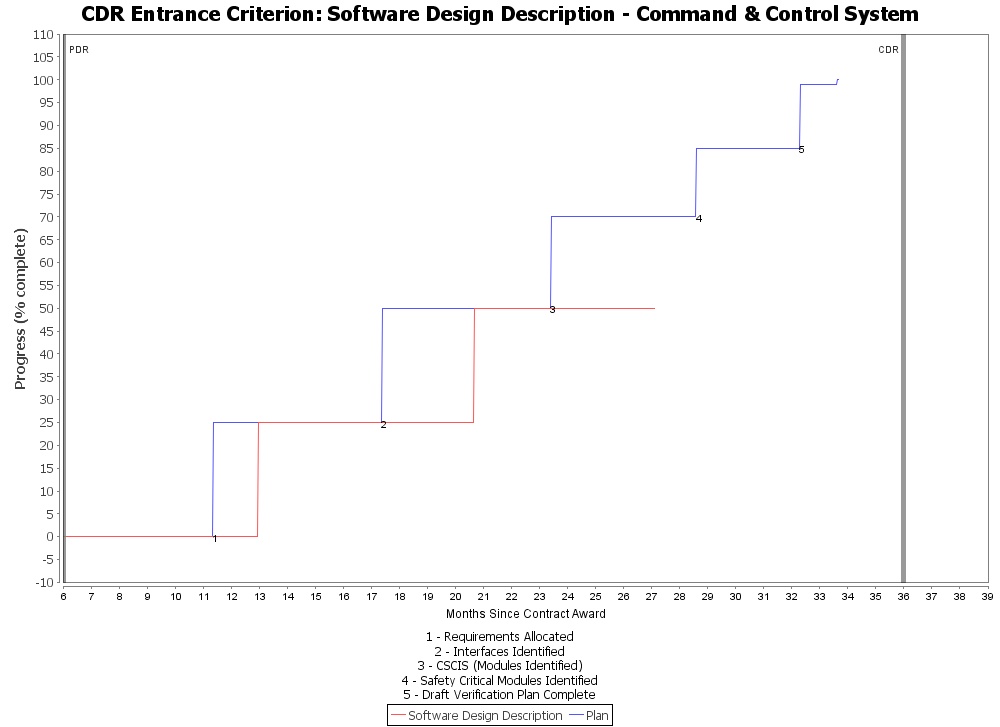 CDR Entrance Criterion: Software Design Description - Command & Control System
110
105
100
95
90
85
80
75
70
65
60
55
50
45
40
35
30
25
20
15
10
5
0
-5
-10
Progress (% complete)
PDR
CDR
1
2
3
4
5
6 7 8 9 10 11 12 13 14 15 16 17 18 19 20 21 22 23 24 25 26 27 28 29 30 31 32 33 34 35 36 37 38 39
Months Since Contract Award
1 - Requirements Allocated
2 - Interfaces Identified
3 - CSCIS (Modules Identified)
4 - Safety Critical Modules Identified
5 - Draft Verification Plan Complete
Software Design Description Plan